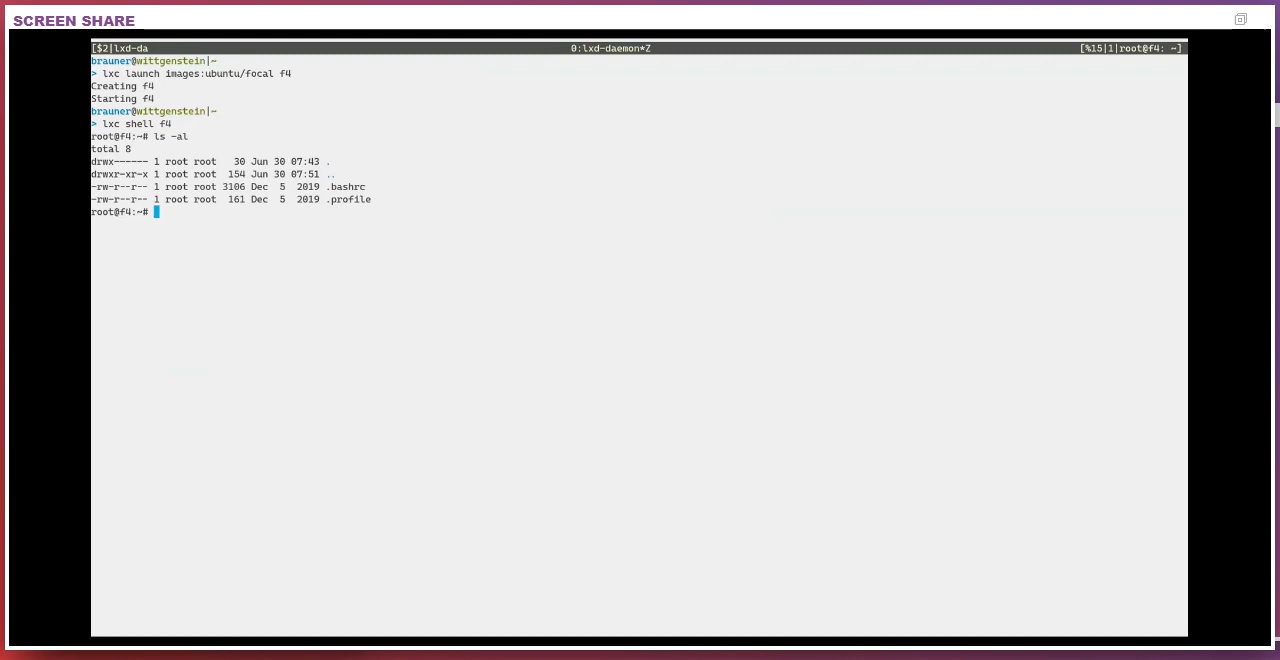 SCREEN SHARE
[$2|lxd-da 0:lxd-daemon*Z [%15|1|root@f4: ~]
brauner@wittgenstein|~
> lxc launch images:ubuntu/focal f4
Creating f4
Starting f4
brauner@wittgenstein|~
> lxc shell f4
root@f4:~# ls -al
total 8
drwx------ 1 root root   30 Jun 30 07:43 .
drwxr-xr-x 1 root root  154 Jun 30 07:51 ..
-rw-r--r-- 1 root root 3106 Dec  5  2019 .bashrc
-rw-r--r-- 1 root root  161 Dec  5  2019 .profile
root@f4:~#